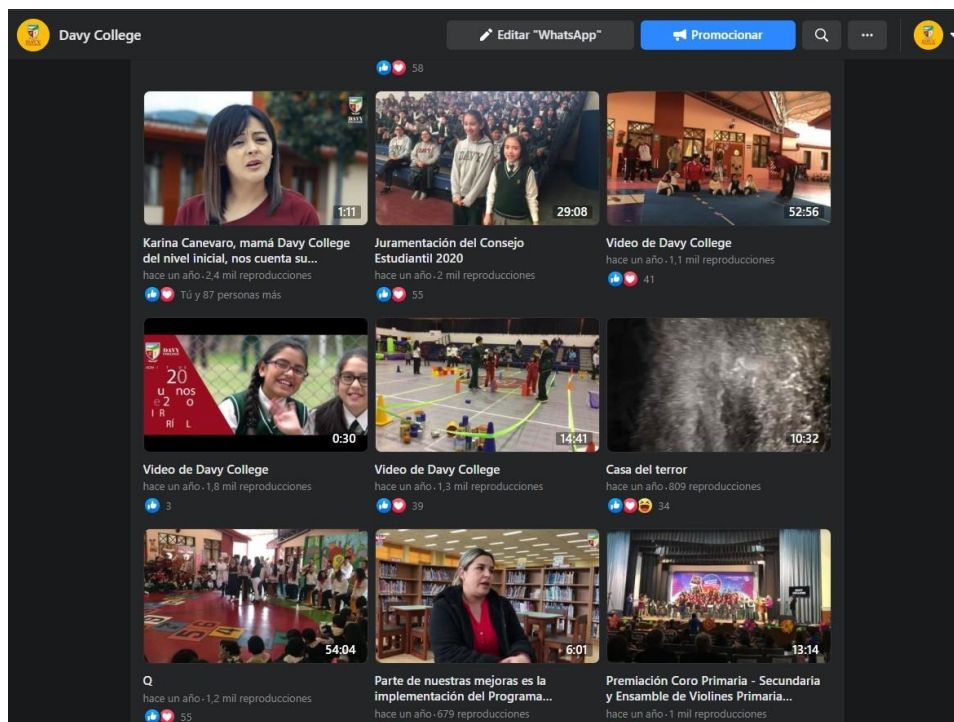 Davy College
Editar "WhatsApp"
Promocionar
58
DAVY
1:11
DAVY
29:08
52:56
Karina Canevaro, mamá Davy College
del nivel inicial, nos cuenta su...
hace un año · 2,4 mil reproducciones
Tú y 87 personas más
Juramentación del Consejo
Estudiantil 2020
hace un año · 2 mil reproducciones
55
Video de Davy College
hace un año · 1,1 mil reproducciones
41
DAVY
20
u nos
e 2 o
I R
RÍ L
0:30
14:41
10:32
Video de Davy College
hace un año · 1,8 mil reproducciones
3
Video de Davy College
hace un año · 1,3 mil reproducciones
39
Casa del terror
hace un año · 809 reproducciones
34
54:04
6:01
13:14
Q
hace un año · 1,2 mil reproducciones
55
Parte de nuestras mejoras es la
implementación del Programa...
hace un año · 679 reproducciones
Premiación Coro Primaria - Secundaria
y Ensamble de Violines Primaria...
hace un año · 1 mil reproducciones